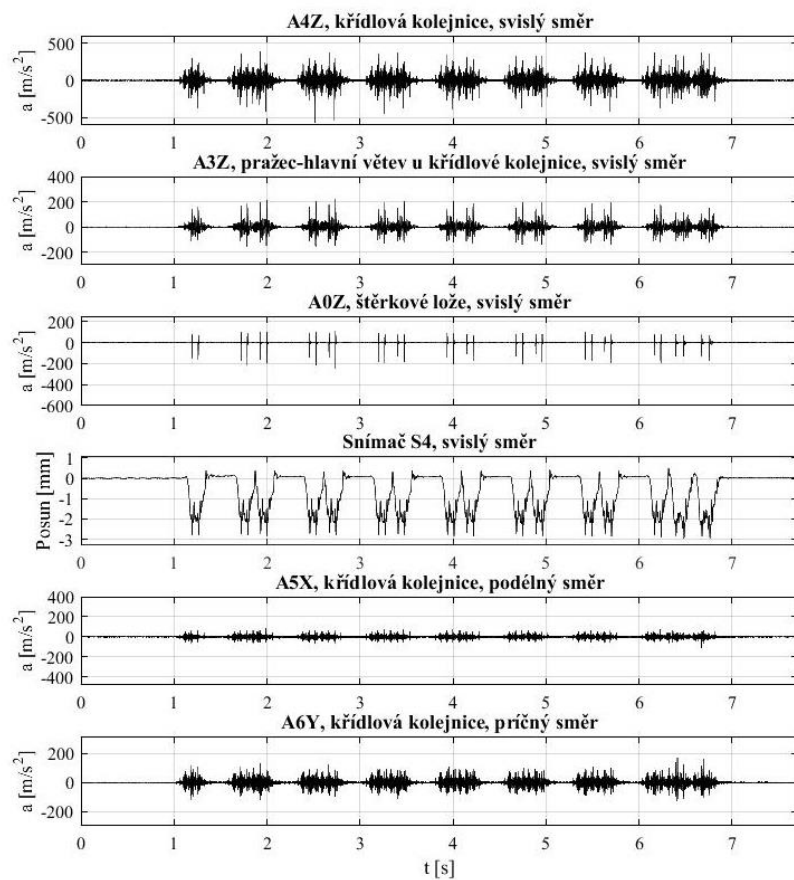 A4Z, křídlová kolejnice, svislý směr
a [m/s²]
500
0
-500
0 1 2 3 4 5 6 7
A3Z, pražec-hlavní větev u křídlové kolejnice, svislý směr
a [m/s²]
400
200
0
-200
0 1 2 3 4 5 6 7
A0Z, štěrkové lože, svislý směr
a [m/s²]
200
0
-200
-400
-600
0 1 2 3 4 5 6 7
Snímač S4, svislý směr
Posun [mm]
1
0
-1
-2
-3
0 1 2 3 4 5 6 7
A5X, křídlová kolejnice, podélný směr
a [m/s²]
400
200
0
-200
-400
0 1 2 3 4 5 6 7
A6Y, křídlová kolejnice, príčný směr
a [m/s²]
200
0
-200
0 1 2 3 4 5 6 7
t [s]